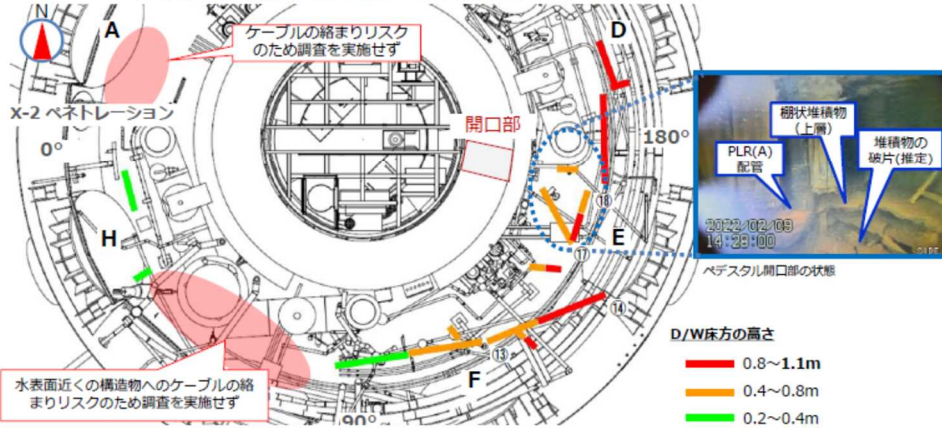 N
A
ケーブルの絡まりリスク
のため調査を実施せず
D
X-2 ペネトレーション
0°
開口部
180°
棚状堆積物
(上層)
堆積物の
破片(推定)
PLR(A)
配管
2022/02/09
14:29:00
ペデスタル開口部の状態
H
E
⑱
⑰
⑭
⑬
F
90°
水表面近くの構造物へのケーブルの絡
まりリスクのため調査を実施せず
D/W床方の高さ
0.8～1.1m
0.4～0.8m
0.2～0.4m